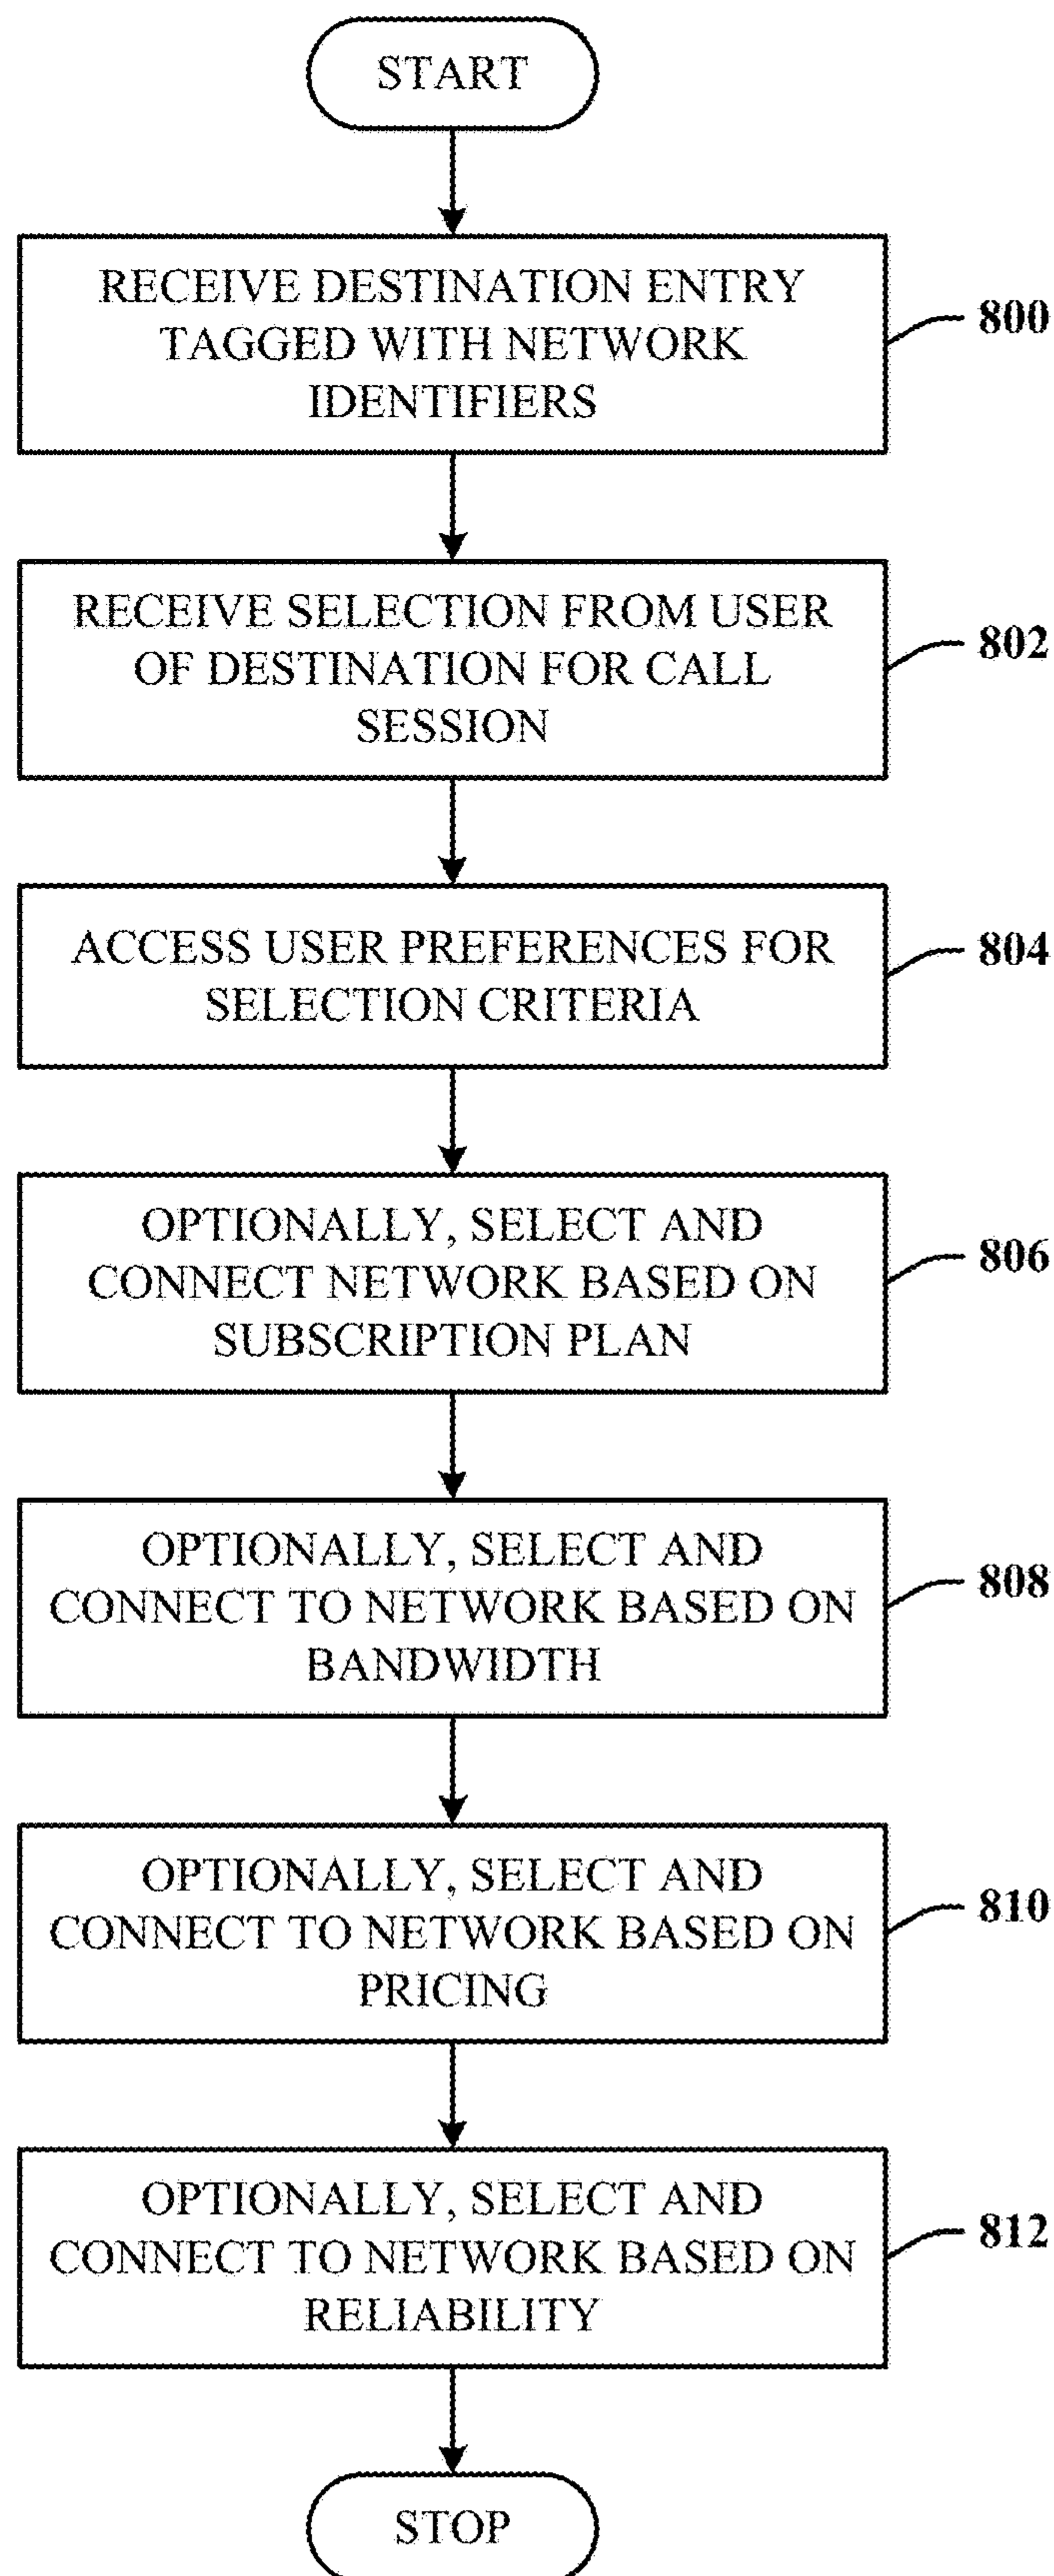 START
RECEIVE DESTINATION ENTRY
TAGGED WITH NETWORK
IDENTIFIERS
800
RECEIVE SELECTION FROM USER
OF DESTINATION FOR CALL
SESSION
802
ACCESS USER PREFERENCES FOR
SELECTION CRITERIA
804
OPTIONALLY, SELECT AND
CONNECT NETWORK BASED ON
SUBSCRIPTION PLAN
806
OPTIONALLY, SELECT AND
CONNECT TO NETWORK BASED ON
BANDWIDTH
808
OPTIONALLY, SELECT AND
CONNECT TO NETWORK BASED ON
PRICING
810
OPTIONALLY, SELECT AND
CONNECT TO NETWORK BASED ON
RELIABILITY
812
STOP